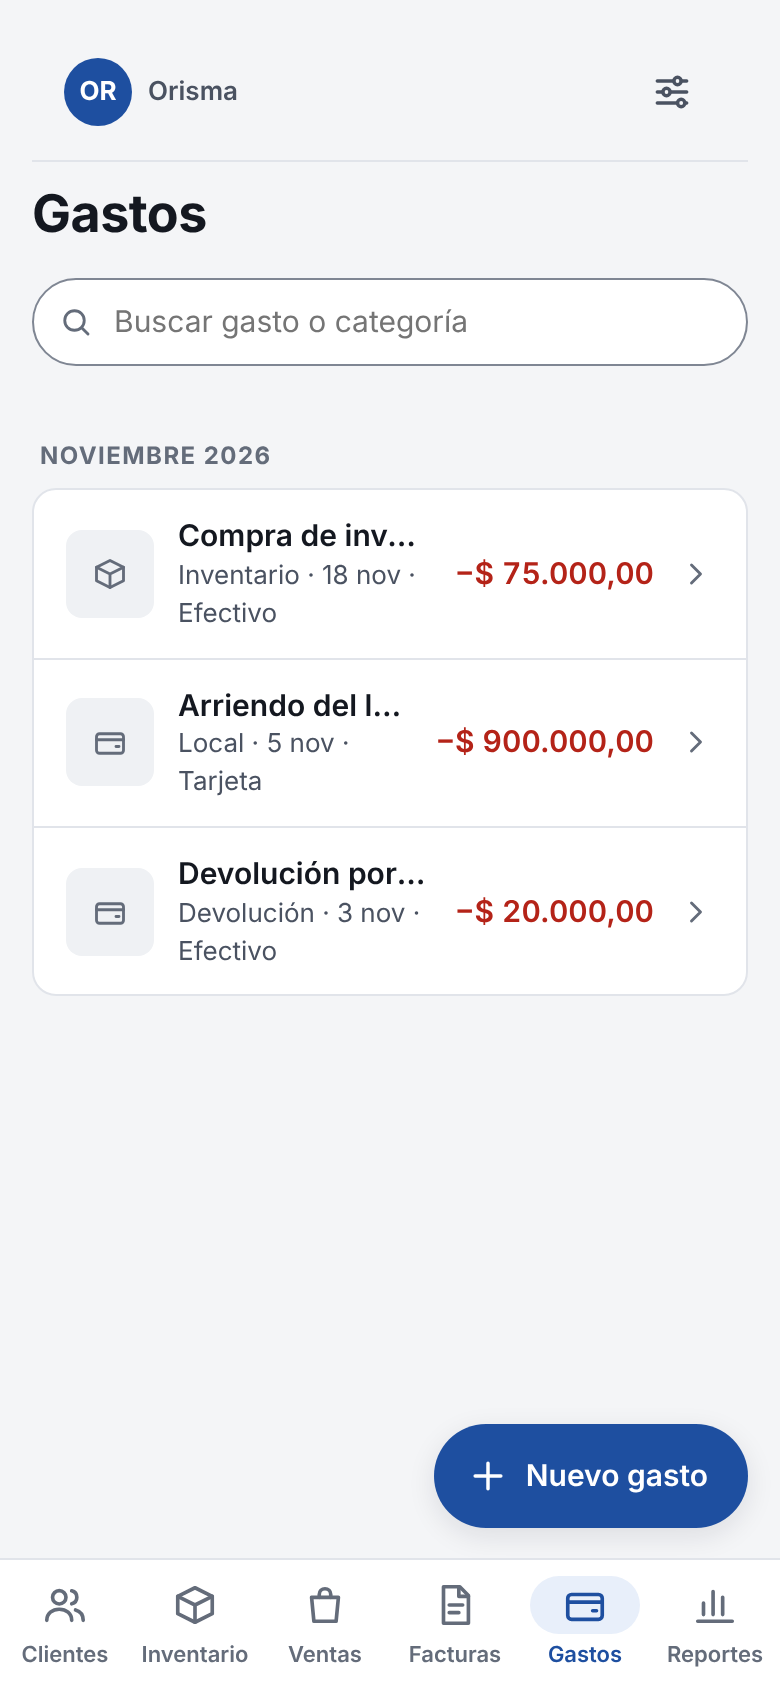 OR Orisma
Gastos
Buscar gasto o categoría
NOVIEMBRE 2026
Compra de inv...
Inventario · 18 nov ·
Efectivo
−$ 75.000,00
Arriendo del l...
Local · 5 nov ·
Tarjeta
−$ 900.000,00
Devolución por...
Devolución · 3 nov ·
Efectivo
−$ 20.000,00
Nuevo gasto
Clientes Inventario Ventas Facturas Gastos Reportes